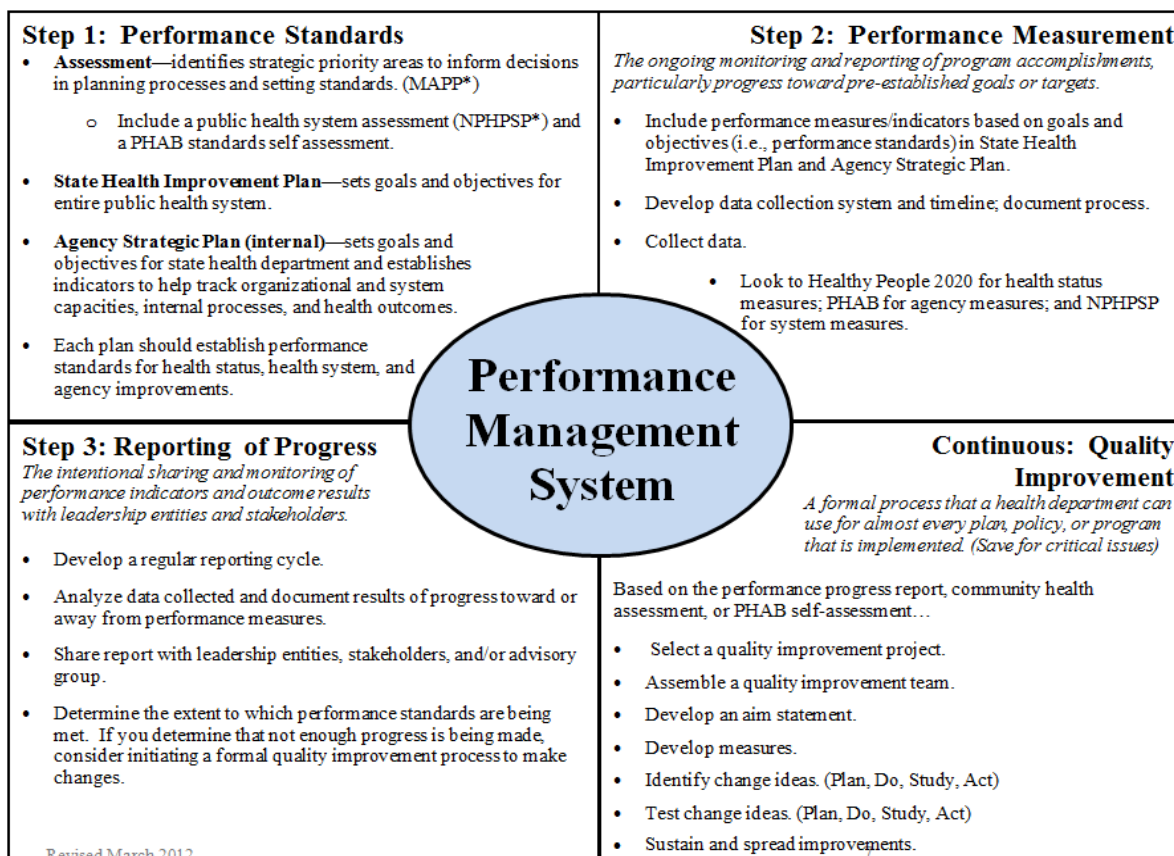 Step 1: Performance Standards
• Assessment—identifies strategic priority areas to inform decisions
in planning processes and setting standards. (MAPP*)
o Include a public health system assessment (NPHPSP*) and
a PHAB standards self assessment.
• State Health Improvement Plan—sets goals and objectives for
entire public health system.
• Agency Strategic Plan (internal)—sets goals and
objectives for state health department and establishes
indicators to help track organizational and system
capacities, internal processes, and health outcomes.
• Each plan should establish performance
standards for health status, health system, and
agency improvements.
Step 2: Performance Measurement
The ongoing monitoring and reporting of program accomplishments,
particularly progress toward pre-established goals or targets.
• Include performance measures/indicators based on goals and
objectives (i.e., performance standards) in State Health
Improvement Plan and Agency Strategic Plan.
• Develop data collection system and timeline; document process.
• Collect data.
• Look to Healthy People 2020 for health status
measures; PHAB for agency measures; and NPHPSP
for system measures.
Performance
Management
System
Step 3: Reporting of Progress
The intentional sharing and monitoring of
performance indicators and outcome results
with leadership entities and stakeholders.
• Develop a regular reporting cycle.
• Analyze data collected and document results of progress toward or
away from performance measures.
• Share report with leadership entities, stakeholders, and/or advisory
group.
• Determine the extent to which performance standards are being
met. If you determine that not enough progress is being made,
consider initiating a formal quality improvement process to make
changes.
Revised March 2012
Continuous: Quality
Improvement
A formal process that a health department can
use for almost every plan, policy, or program
that is implemented. (Save for critical issues)
Based on the performance progress report, community health
assessment, or PHAB self-assessment…
• Select a quality improvement project.
• Assemble a quality improvement team.
• Develop an aim statement.
• Develop measures.
• Identify change ideas. (Plan, Do, Study, Act)
• Test change ideas. (Plan, Do, Study, Act)
• Sustain and spread improvements.